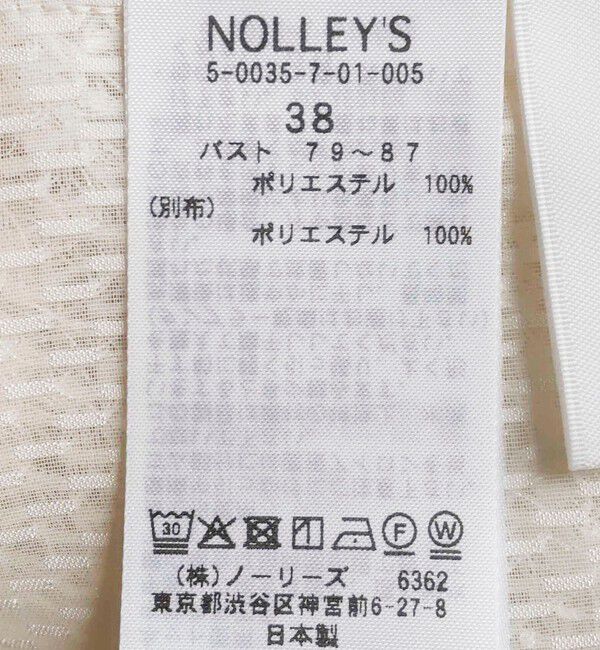 NOLLEY'S
5-0035-7-01-005
38
バスト 79～87
ポリエステル 100%
(別布)
ポリエステル 100%
30
F W
(株)ノーリーズ 6362
東京都渋谷区神宮前6-27-8
日本製